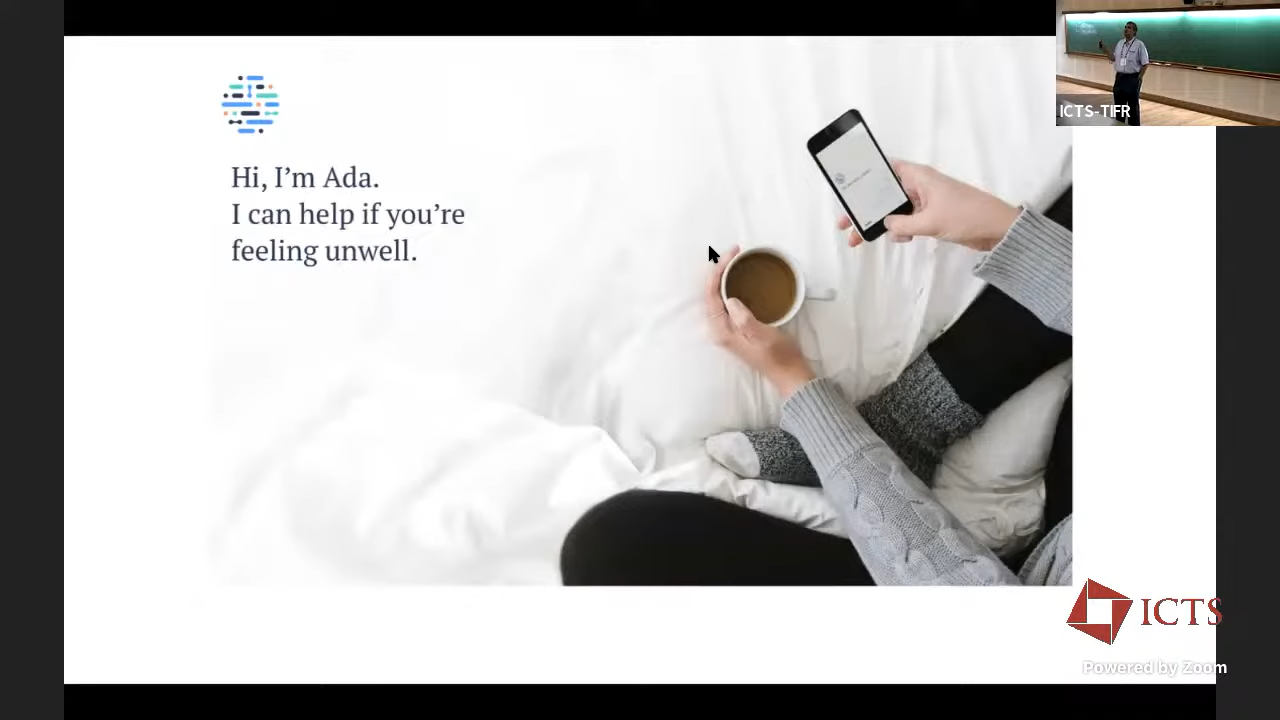 Hi, I’m Ada.
I can help if you’re
feeling unwell.
ICTS-TIFR
ICTS
Powered by Zoom